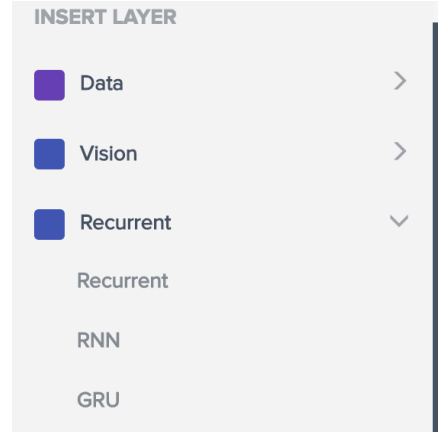 INSERT LAYER
Data
Vision
Recurrent
Recurrent
RNN
GRU